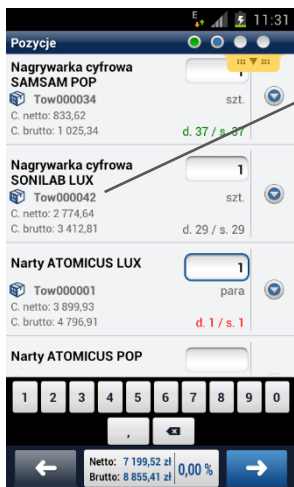 E 11:31
Pozycje
Nagrywarka cyfrowa
SAMSAM POP
Tow000034 szt.
C. netto: 833,62
C. brutto: 1 025,34 d. 37 / s. 37
Nagrywarka cyfrowa
SONILAB LUX
1
Tow000042 szt.
C. netto: 2 774,64
C. brutto: 3 412,81 d. 29 / s. 29
Narty ATOMICUS LUX 1
Tow000001 para
C. netto: 3 899,93
C. brutto: 4 796,91 d. 1 / s. 1
Narty ATOMICUS POP
1 2 3 4 5 6 7 8 9 0
,
Netto: 7 199,52 zł 0,00 %
Brutto: 8 855,41 zł